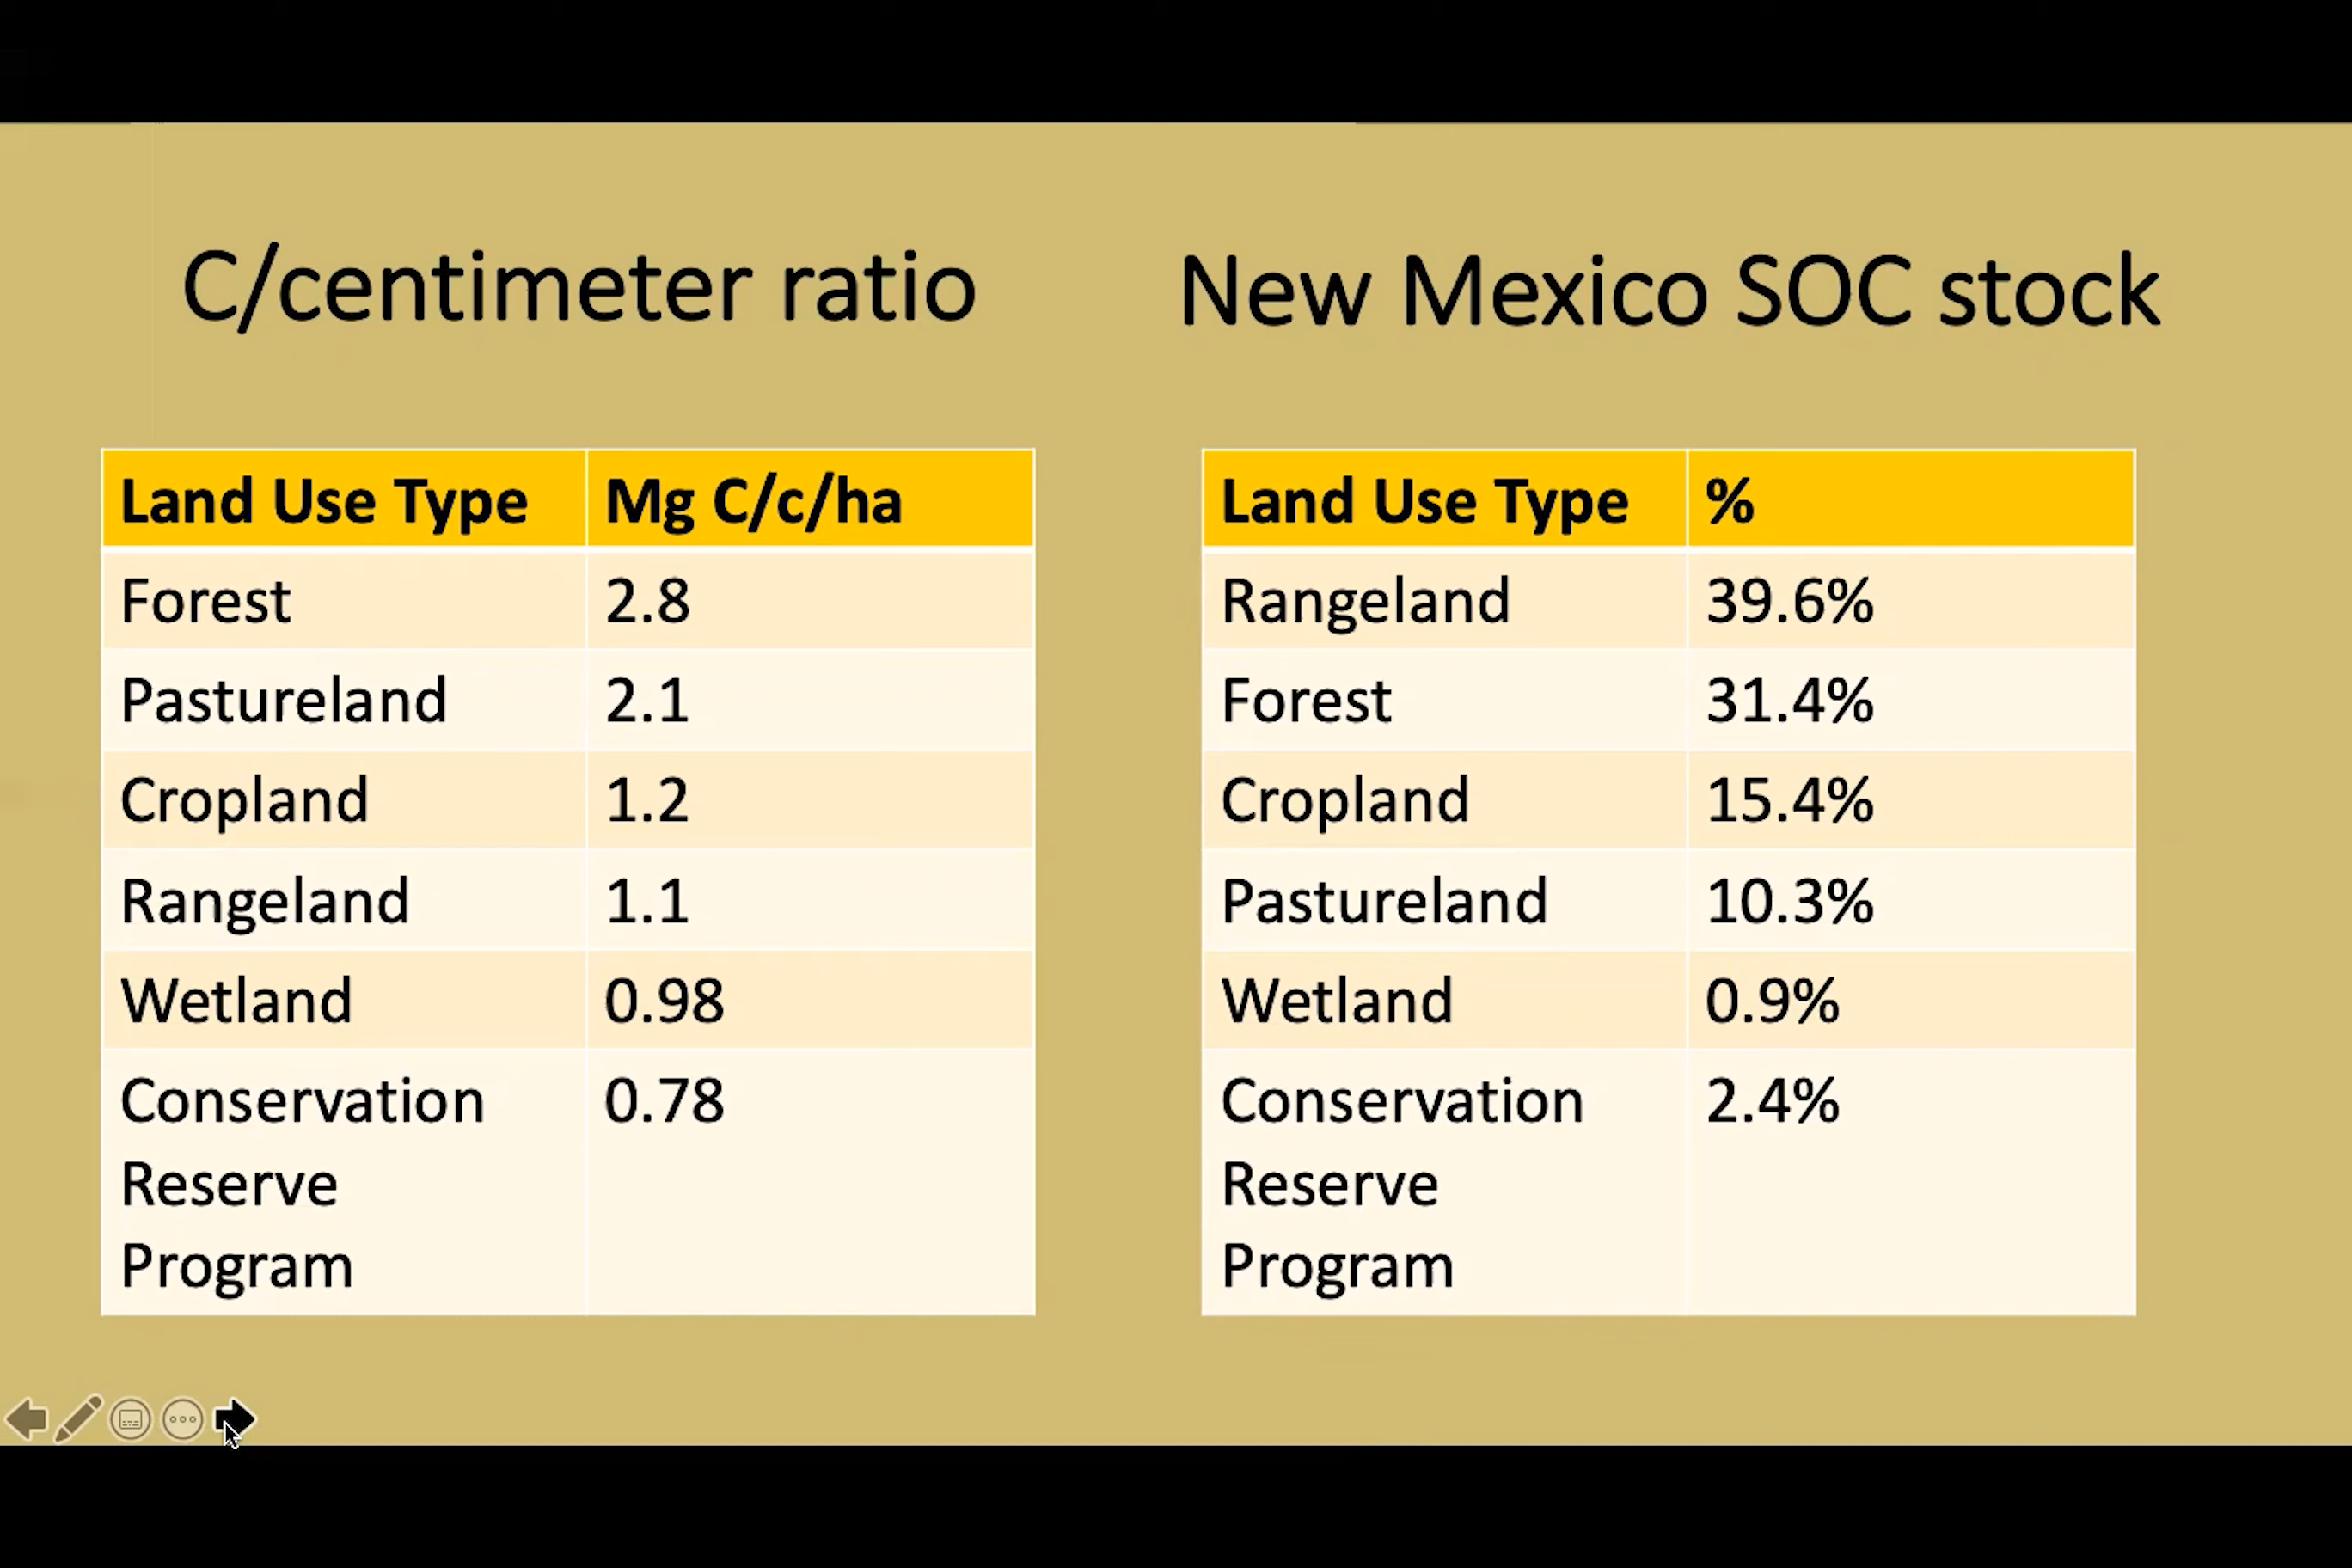 C/centimeter ratio
Land Use Type Mg C/c/ha
Forest 2.8
Pastureland 2.1
Cropland 1.2
Rangeland 1.1
Wetland 0.98
Conservation 0.78
Reserve
Program
New Mexico SOC stock
Land Use Type %
Rangeland 39.6%
Forest 31.4%
Cropland 15.4%
Pastureland 10.3%
Wetland 0.9%
Conservation 2.4%
Reserve
Program